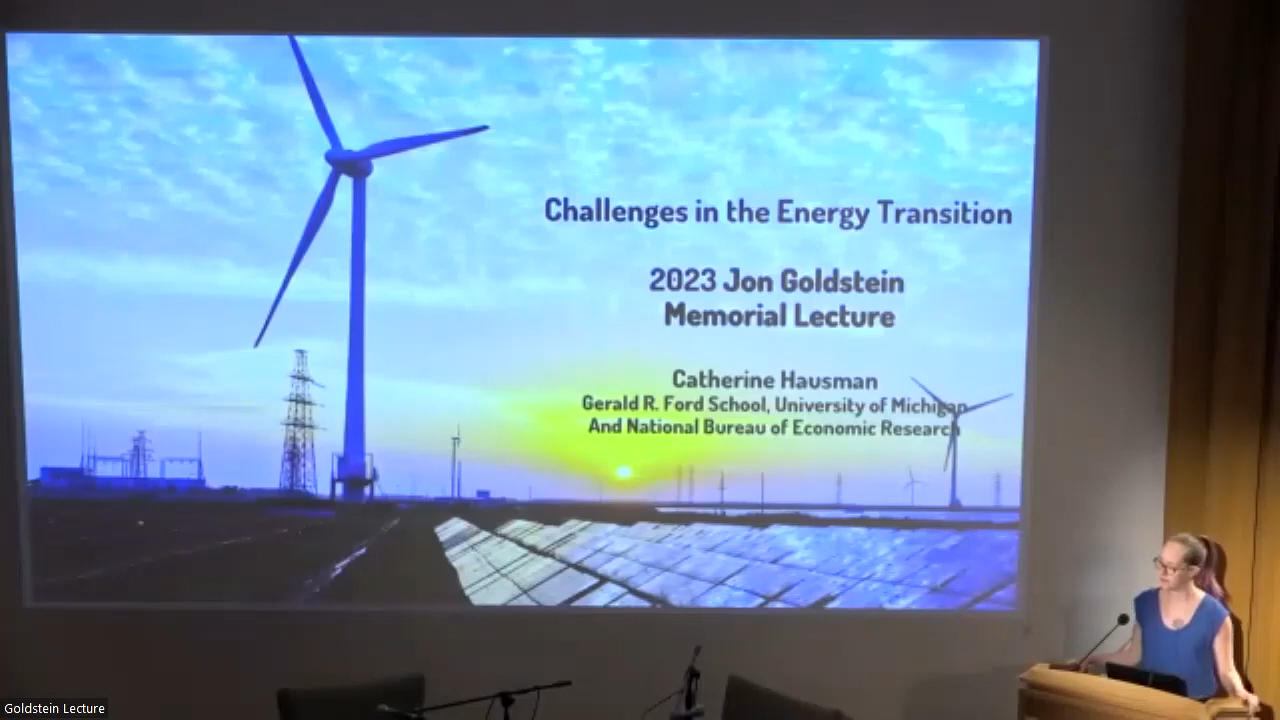 Challenges in the Energy Transition
2023 Jon Goldstein
Memorial Lecture
Catherine Hausman
Gerald R. Ford School, University of Michigan
And National Bureau of Economic Research
Goldstein Lecture